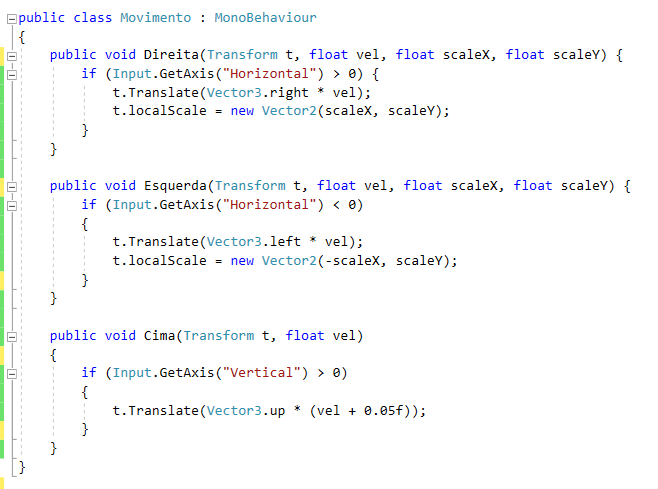 public class Movimento : MonoBehaviour
{
    public void Direita(Transform t, float vel, float scaleX, float scaleY) {
        if (Input.GetAxis("Horizontal") > 0) {
            t.Translate(Vector3.right * vel);
            t.localScale = new Vector2(scaleX, scaleY);
        }
    }

    public void Esquerda(Transform t, float vel, float scaleX, float scaleY) {
        if (Input.GetAxis("Horizontal") < 0)
        {
            t.Translate(Vector3.left * vel);
            t.localScale = new Vector2(-scaleX, scaleY);
        }
    }

    public void Cima(Transform t, float vel)
    {
        if (Input.GetAxis("Vertical") > 0)
        {
            t.Translate(Vector3.up * (vel + 0.05f));
        }
    }
}